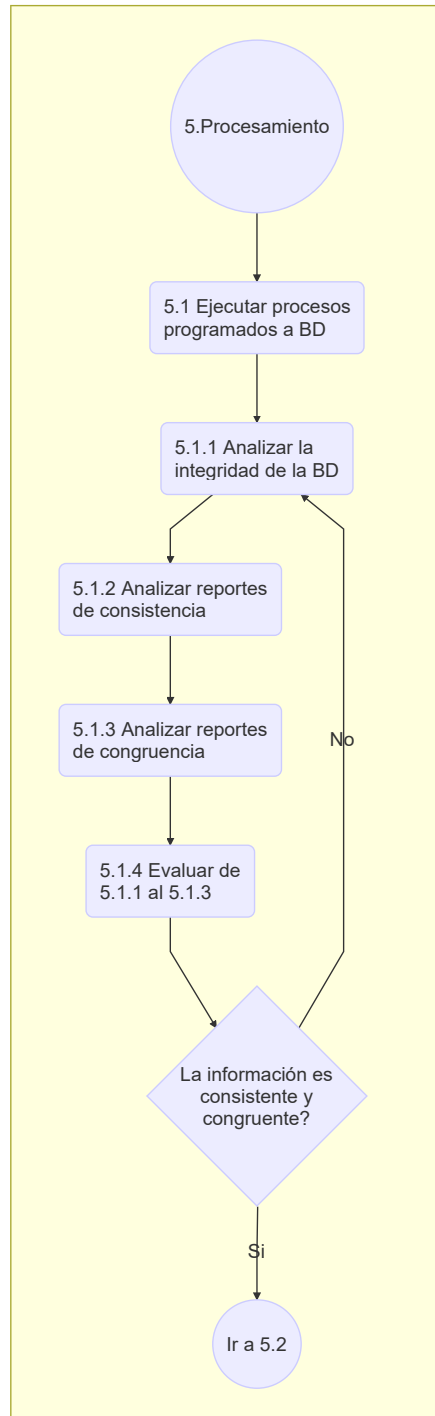 5.Procesamiento
5.1 Ejecutar procesos
programados a BD
5.1.1 Analizar la
integridad de la BD
5.1.2 Analizar reportes
de consistencia
5.1.3 Analizar reportes
de congruencia
No
5.1.4 Evaluar de
5.1.1 al 5.1.3
La información es
consistente y
congruente?
Si
Ir a 5.2